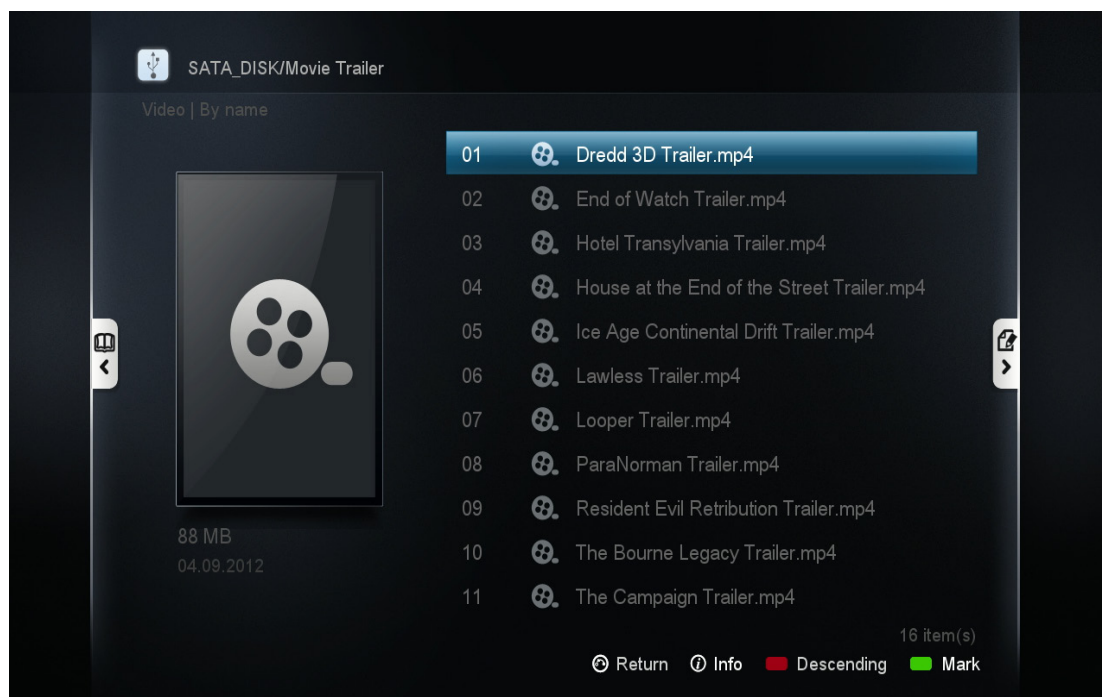 SATA_DISK/Movie Trailer
Video | By name
01 Dredd 3D Trailer.mp4
02 End of Watch Trailer.mp4
03 Hotel Transylvania Trailer.mp4
04 House at the End of the Street Trailer.mp4
05 Ice Age Continental Drift Trailer.mp4
06 Lawless Trailer.mp4
07 Looper Trailer.mp4
08 ParaNorman Trailer.mp4
09 Resident Evil Retribution Trailer.mp4
10 The Bourne Legacy Trailer.mp4
11 The Campaign Trailer.mp4
88 MB
04.09.2012
16 item(s)
Return Info Descending Mark